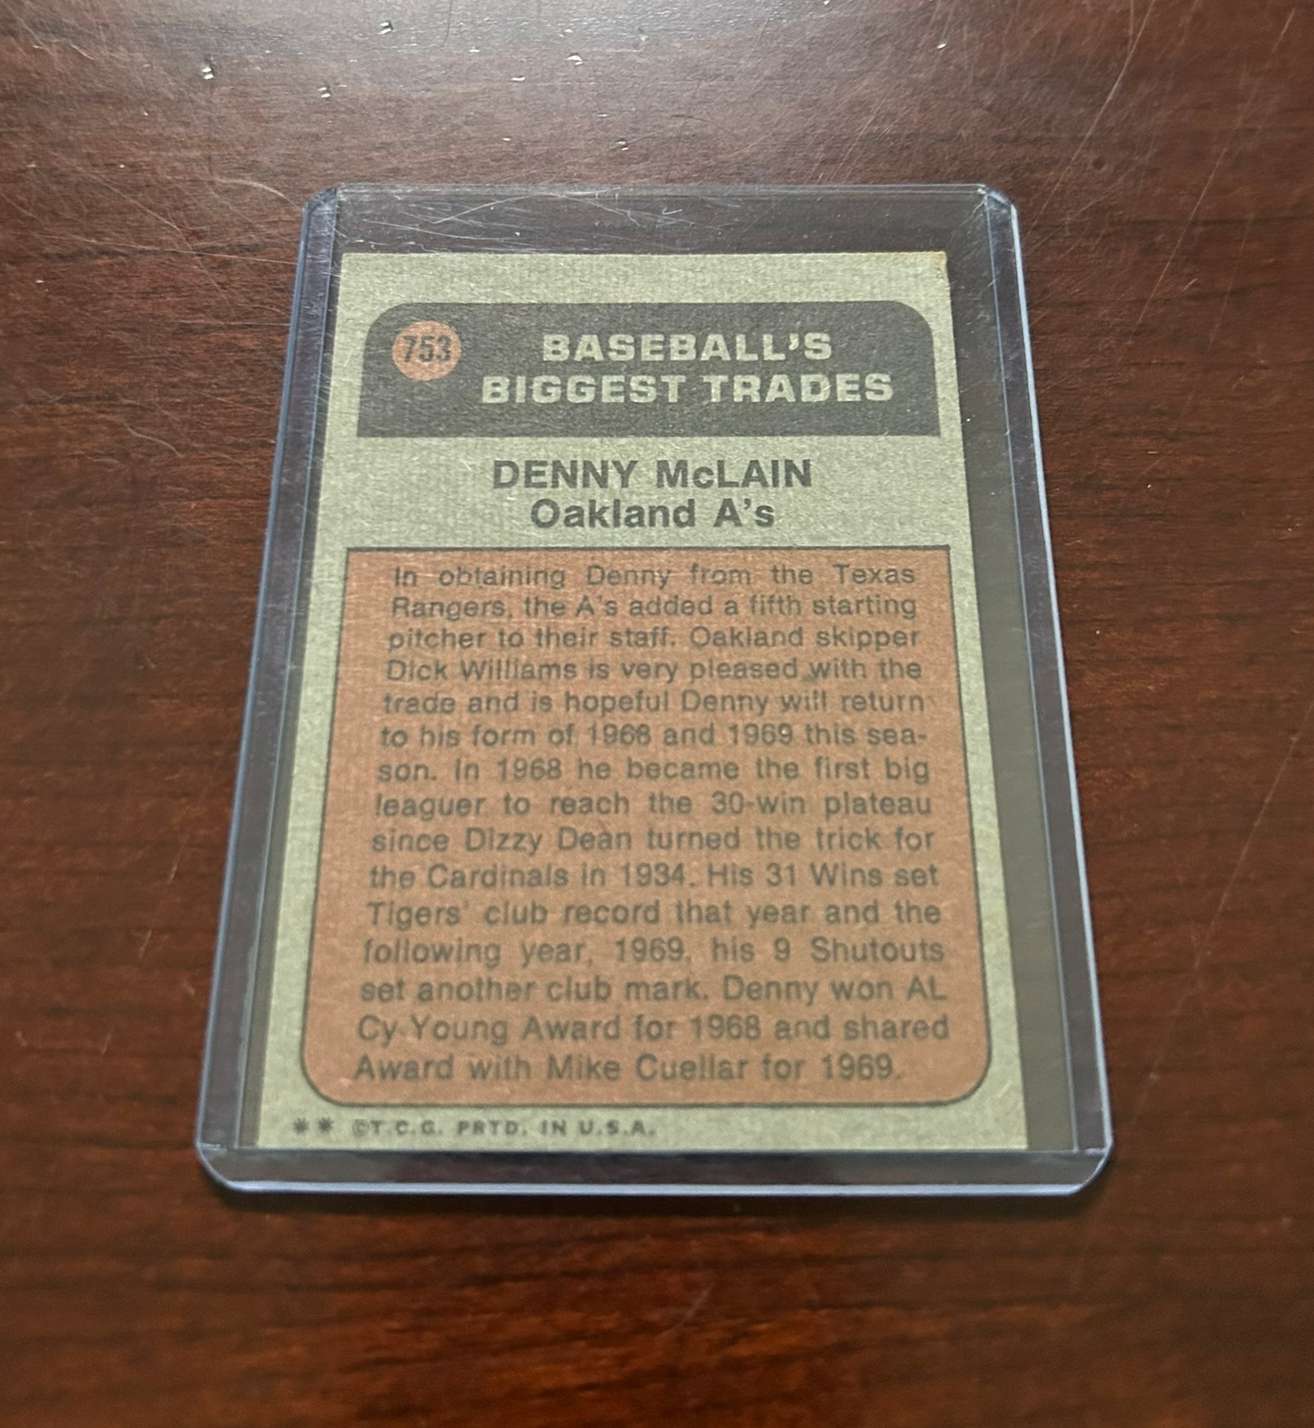 753
BASEBALL'S
BIGGEST TRADES
DENNY McLAIN
Oakland A's
In obtaining Denny from the Texas
Rangers, the A's added a fifth starting
pitcher to their staff. Oakland skipper
Dick Williams is very pleased with the
trade and is hopeful Denny will return
to his form of 1968 and 1969 this sea-
son. In 1968 he became the first big
leaguer to reach the 30-win plateau
since Dizzy Dean turned the trick for
the Cardinals in 1934. His 31 Wins set
Tigers' club record that year and the
following year, 1969, his 9 Shutouts
set another club mark. Denny won AL
Cy Young Award for 1968 and shared
Award with Mike Cuellar for 1969.
** ©T.C.G. PRTD. IN U.S.A.